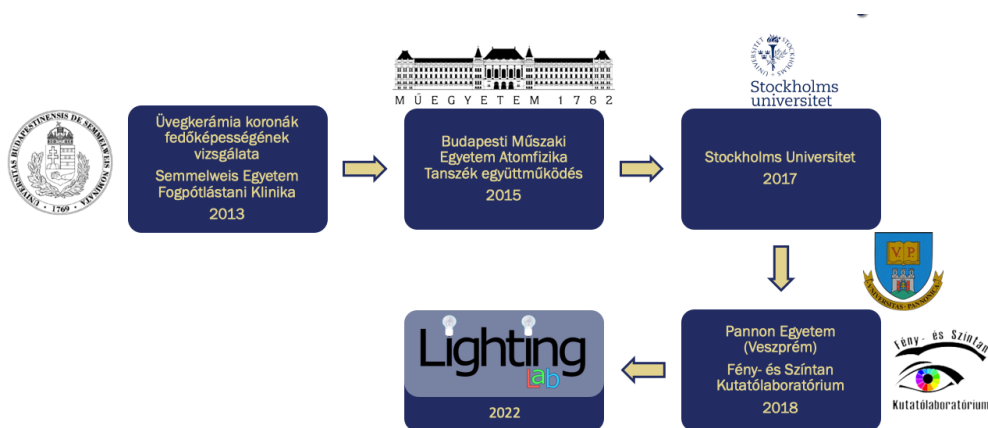 UNIVERSITAS BUDAPESTINENSIS DE SEMMELWEIS NOMINATA
· 1769 ·
Üvegkerámia koronák
fedőképességének
vizsgálata
Semmelweis Egyetem
Fogpótlástani Klinika
2013
MŰEGYETEM 1782
Budapesti Műszaki
Egyetem Atomfizika
Tanszék együttműködés
2015
STOCKHOLMS UNIVERSITET
Stockholms
universitet
Stockholms Universitet
2017
V P
UNIVERSITAS PANNONICA
Pannon Egyetem
(Veszprém)
Fény- és Színtan
Kutatólaboratórium
2018
Fény- és Színtan
Kutatólaboratórium
Lighting
Lab
2022